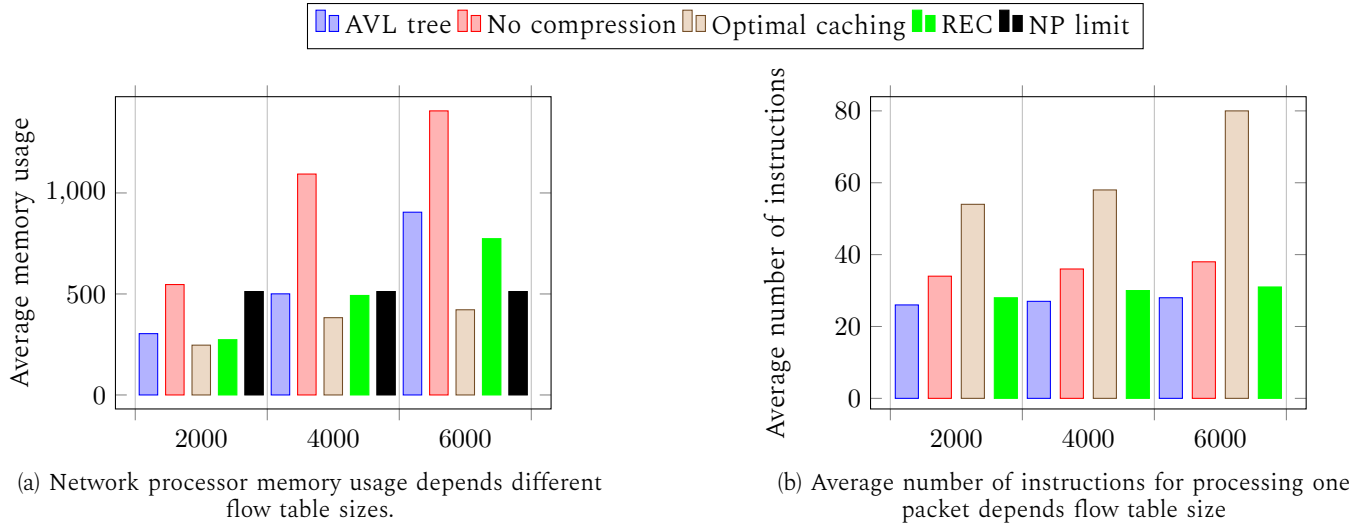 AVL tree No compression Optimal caching REC NP limit
Average memory usage
1,000
500
0
2000 4000 6000
(a) Network processor memory usage depends different
flow table sizes.
Average number of instructions
80
60
40
20
0
2000 4000 6000
(b) Average number of instructions for processing one
packet depends flow table size